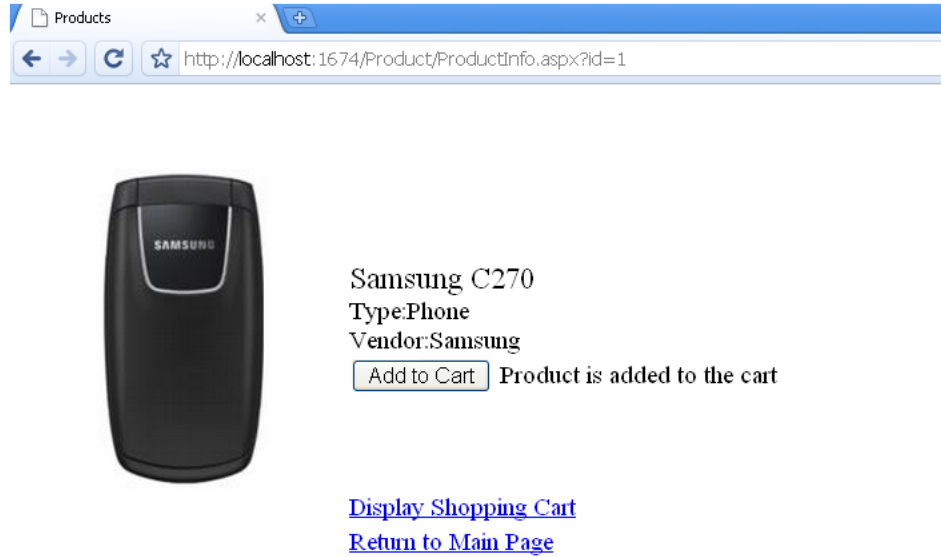 Products
http://localhost:1674/Product/ProductInfo.aspx?id=1
SAMSUNG
Samsung C270
Type:Phone
Vendor:Samsung
Add to Cart Product is added to the cart
Display Shopping Cart
Return to Main Page